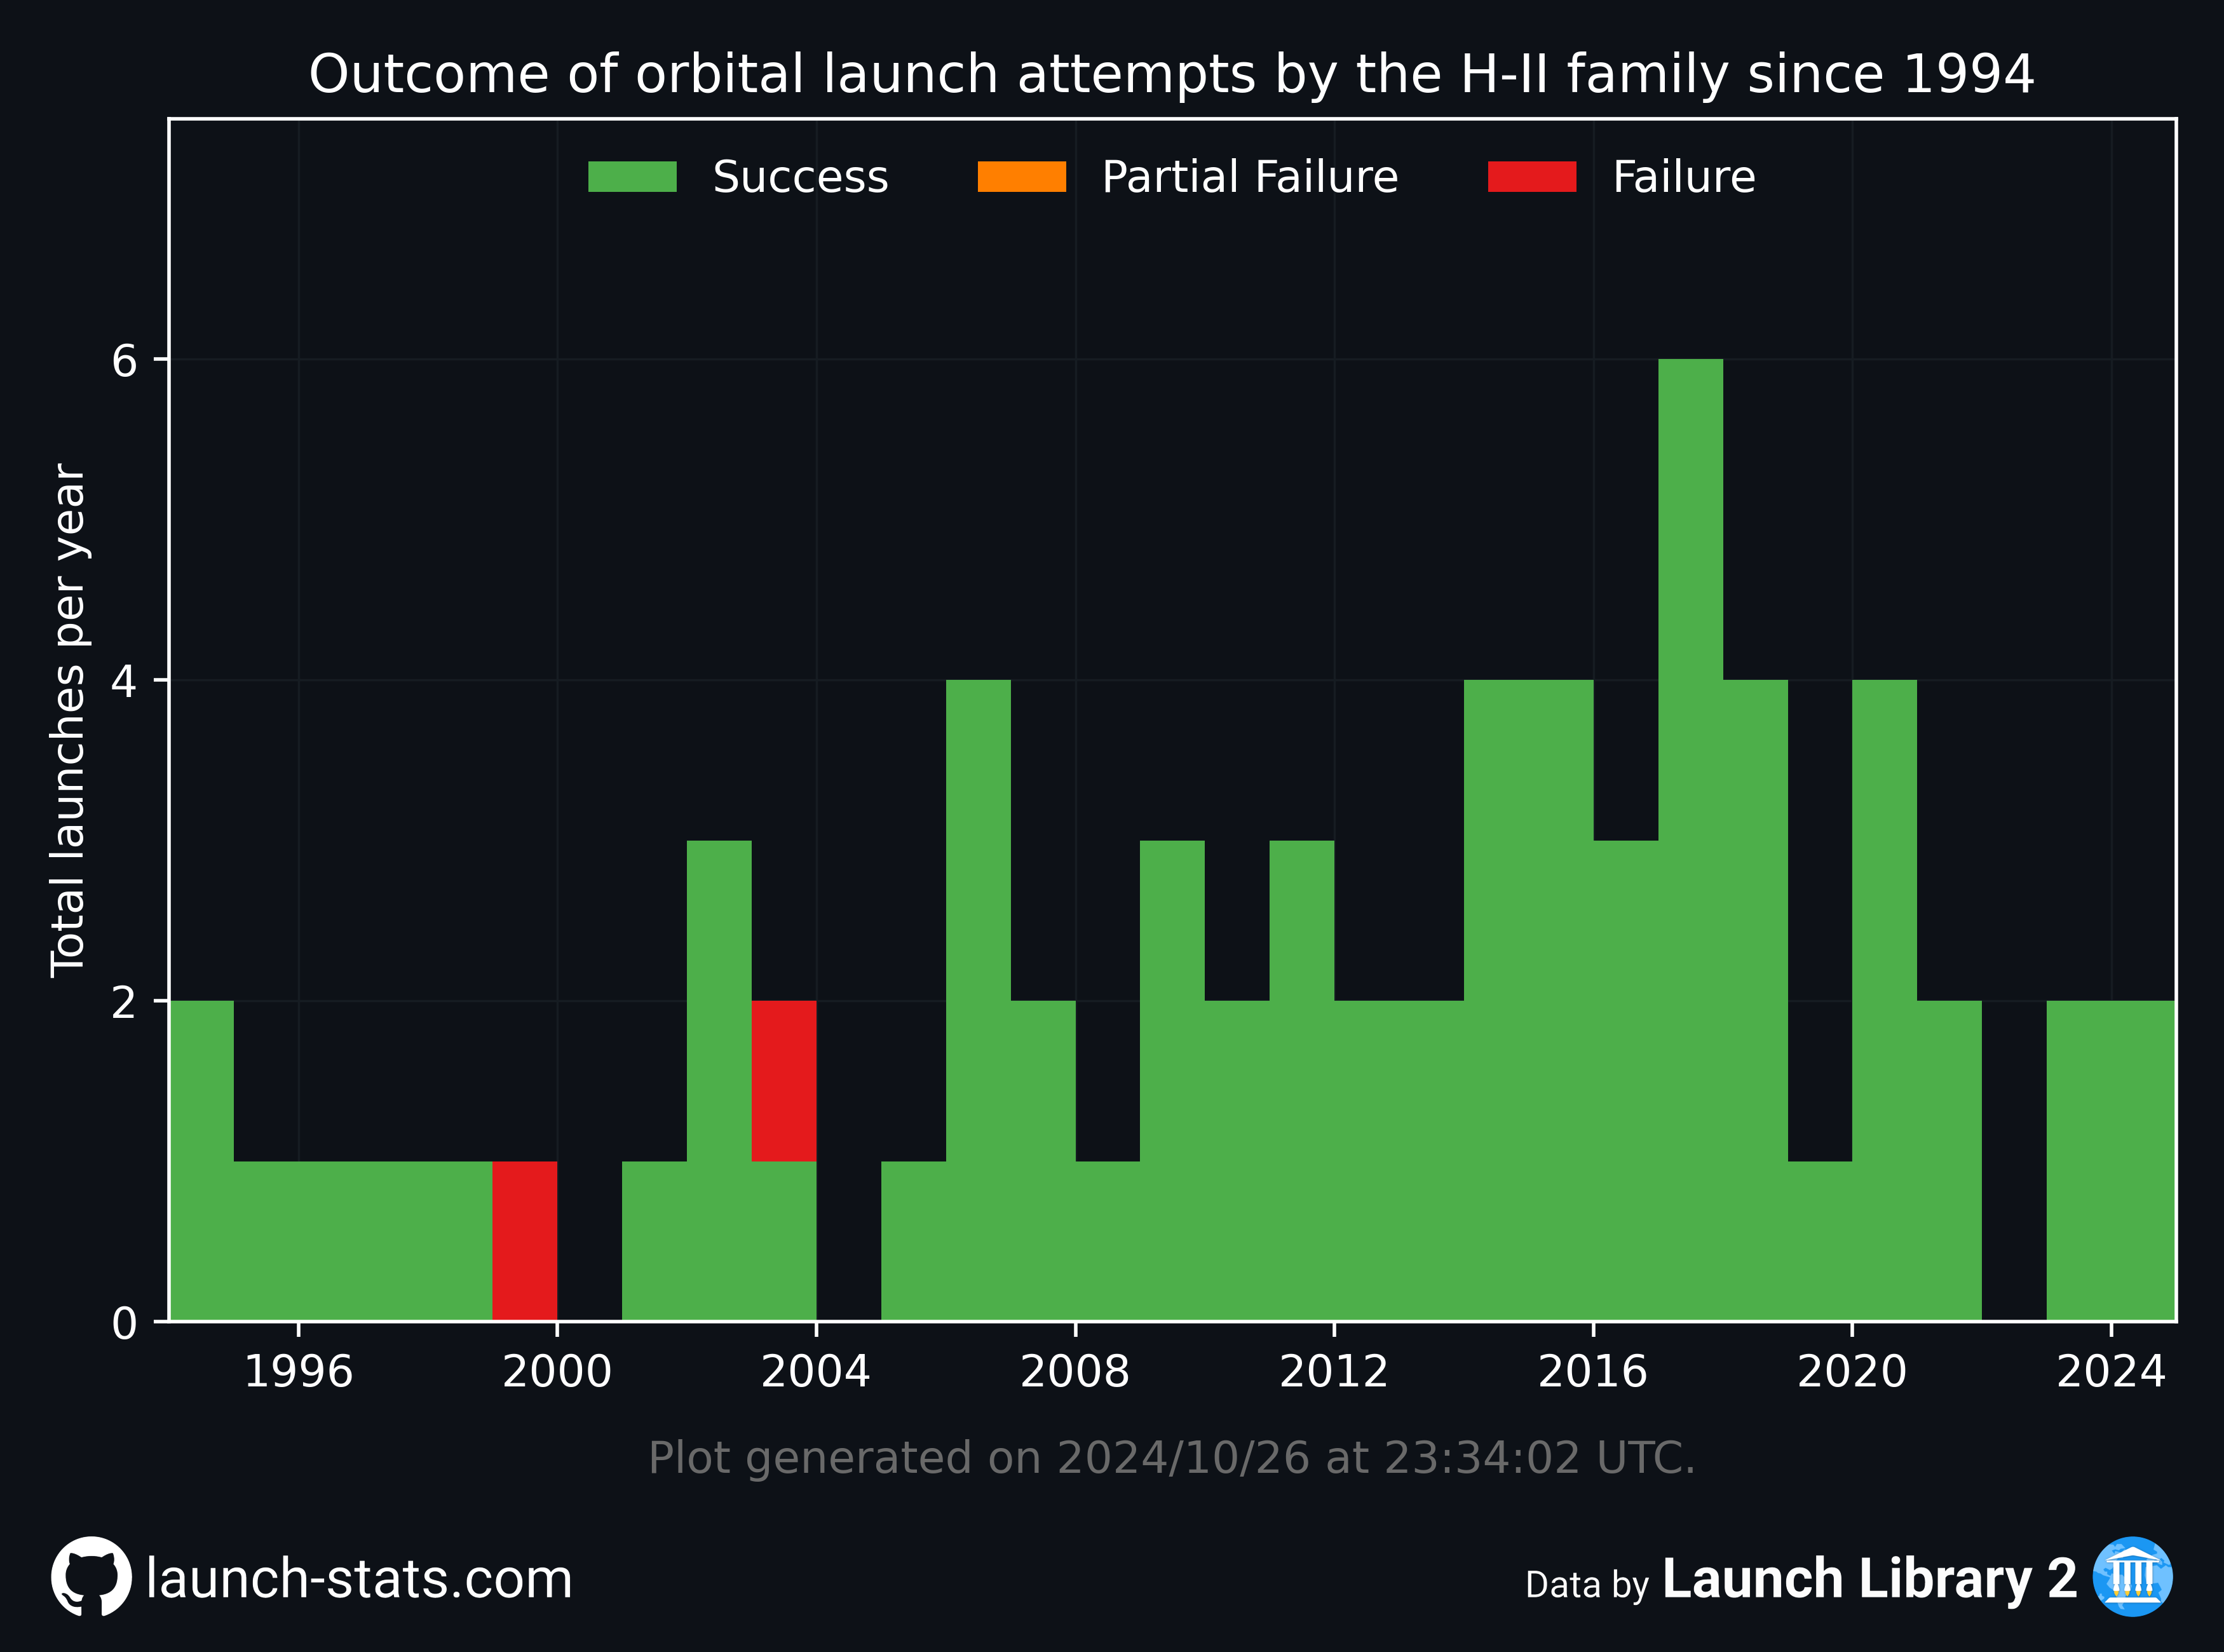 Outcome of orbital launch attempts by the H-II family since 1994
Success
Partial Failure
Failure
Total launches per year
6
4
2
0
1996
2000
2004
2008
2012
2016
2020
2024
Plot generated on 2024/10/26 at 23:34:02 UTC.
launch-stats.com
Data by Launch Library 2